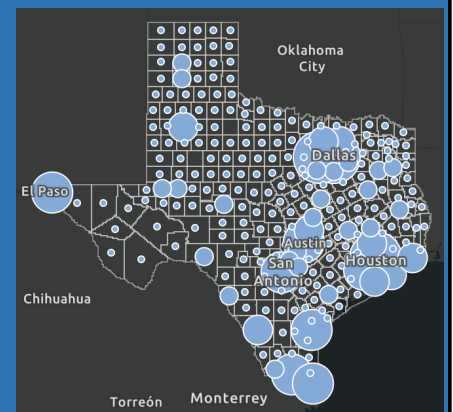 Oklahoma
City
Dallas
El Paso
Austin
San
Antonio
Houston
Chihuahua
Torreón
Monterrey